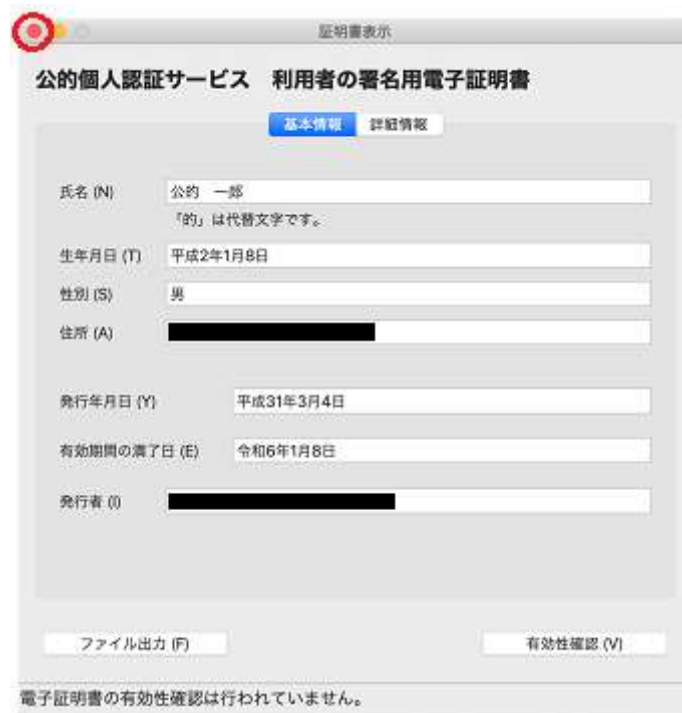 証明書表示
公的個人認証サービス　利用者の署名用電子証明書
基本情報 詳細情報
氏名 (N) 公的　一郎
「的」は代替文字です。
生年月日 (T) 平成2年1月8日
性別 (S) 男
住所 (A)
発行年月日 (Y) 平成31年3月4日
有効期間の満了日 (E) 令和6年1月8日
発行者 (I)
ファイル出力 (F) 有効性確認 (V)
電子証明書の有効性確認は行われていません。